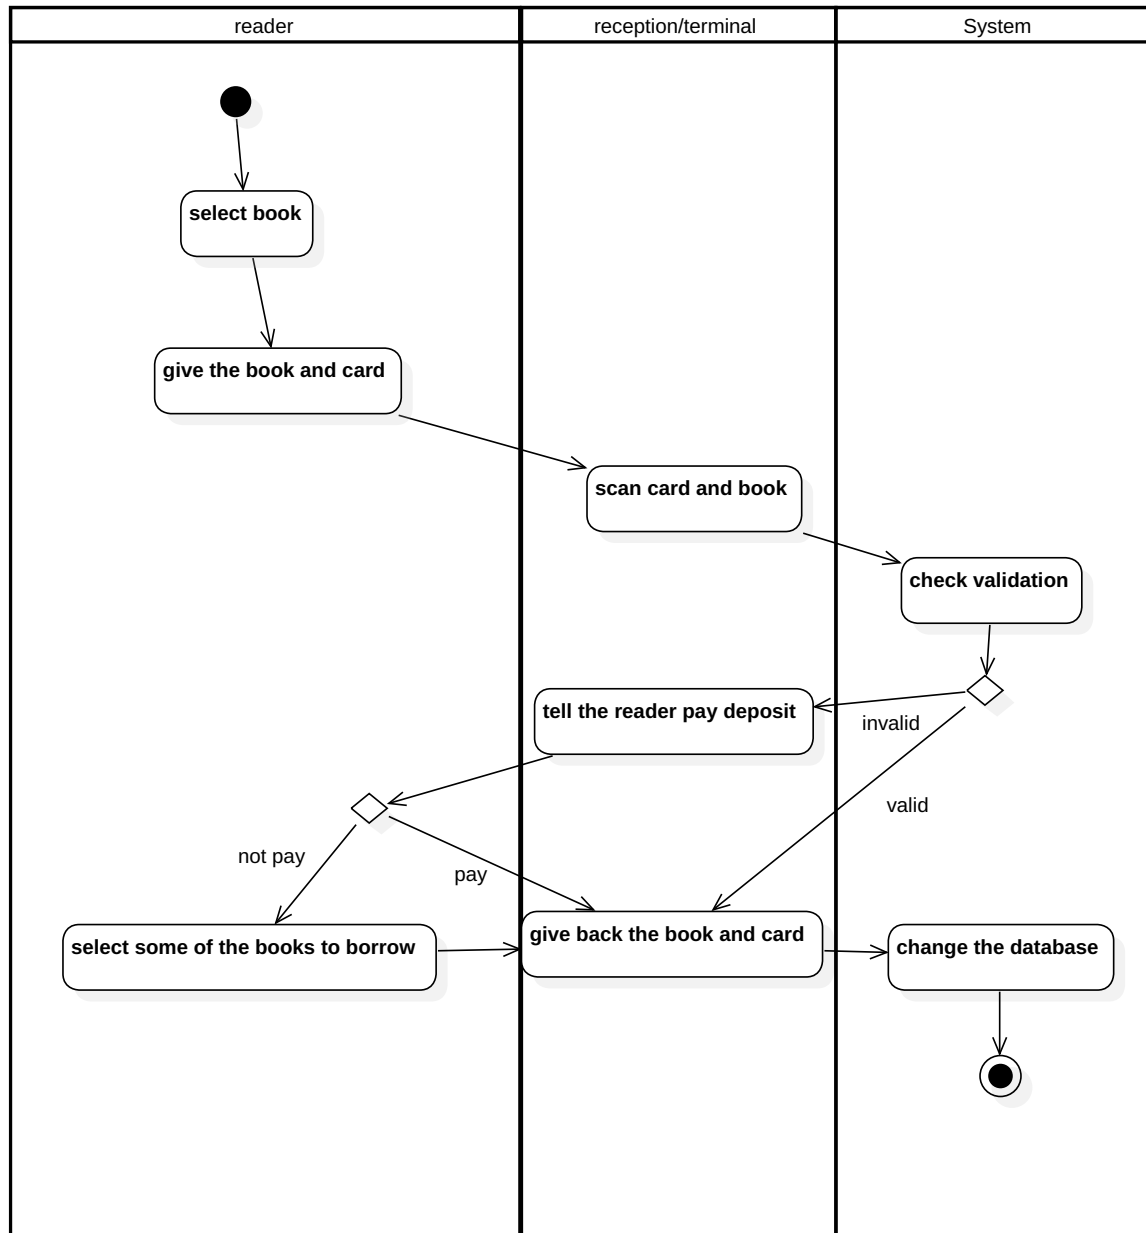 reader
reception/terminal
System
select book
give the book and card
scan card and book
check validation
tell the reader pay deposit
invalid
valid
not pay
pay
select some of the books to borrow
give back the book and card
change the database